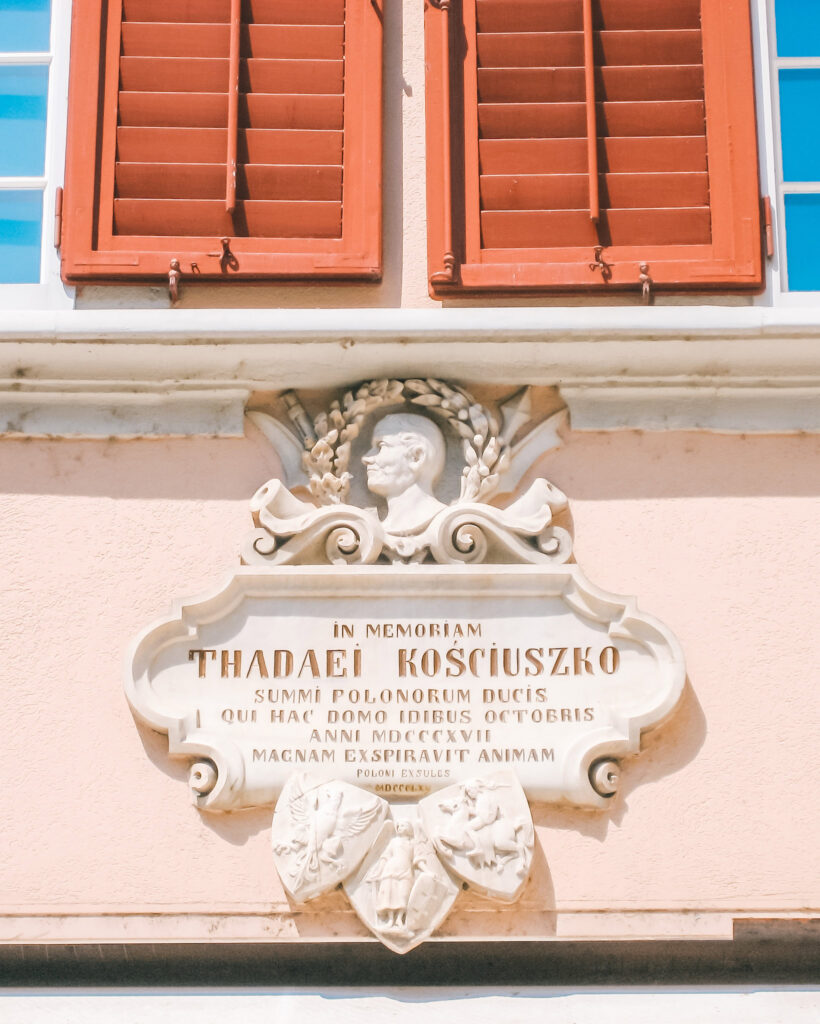 IN MEMORIAM
THADAEI KOŚCIUSZKO
SUMMI POLONORUM DUCIS
QUI HAC DOMO IDIBUS OCTOBRIS
ANNI MDCCCXVII
MAGNAM EXSPIRAVIT ANIMAM
POLONI EXSULES